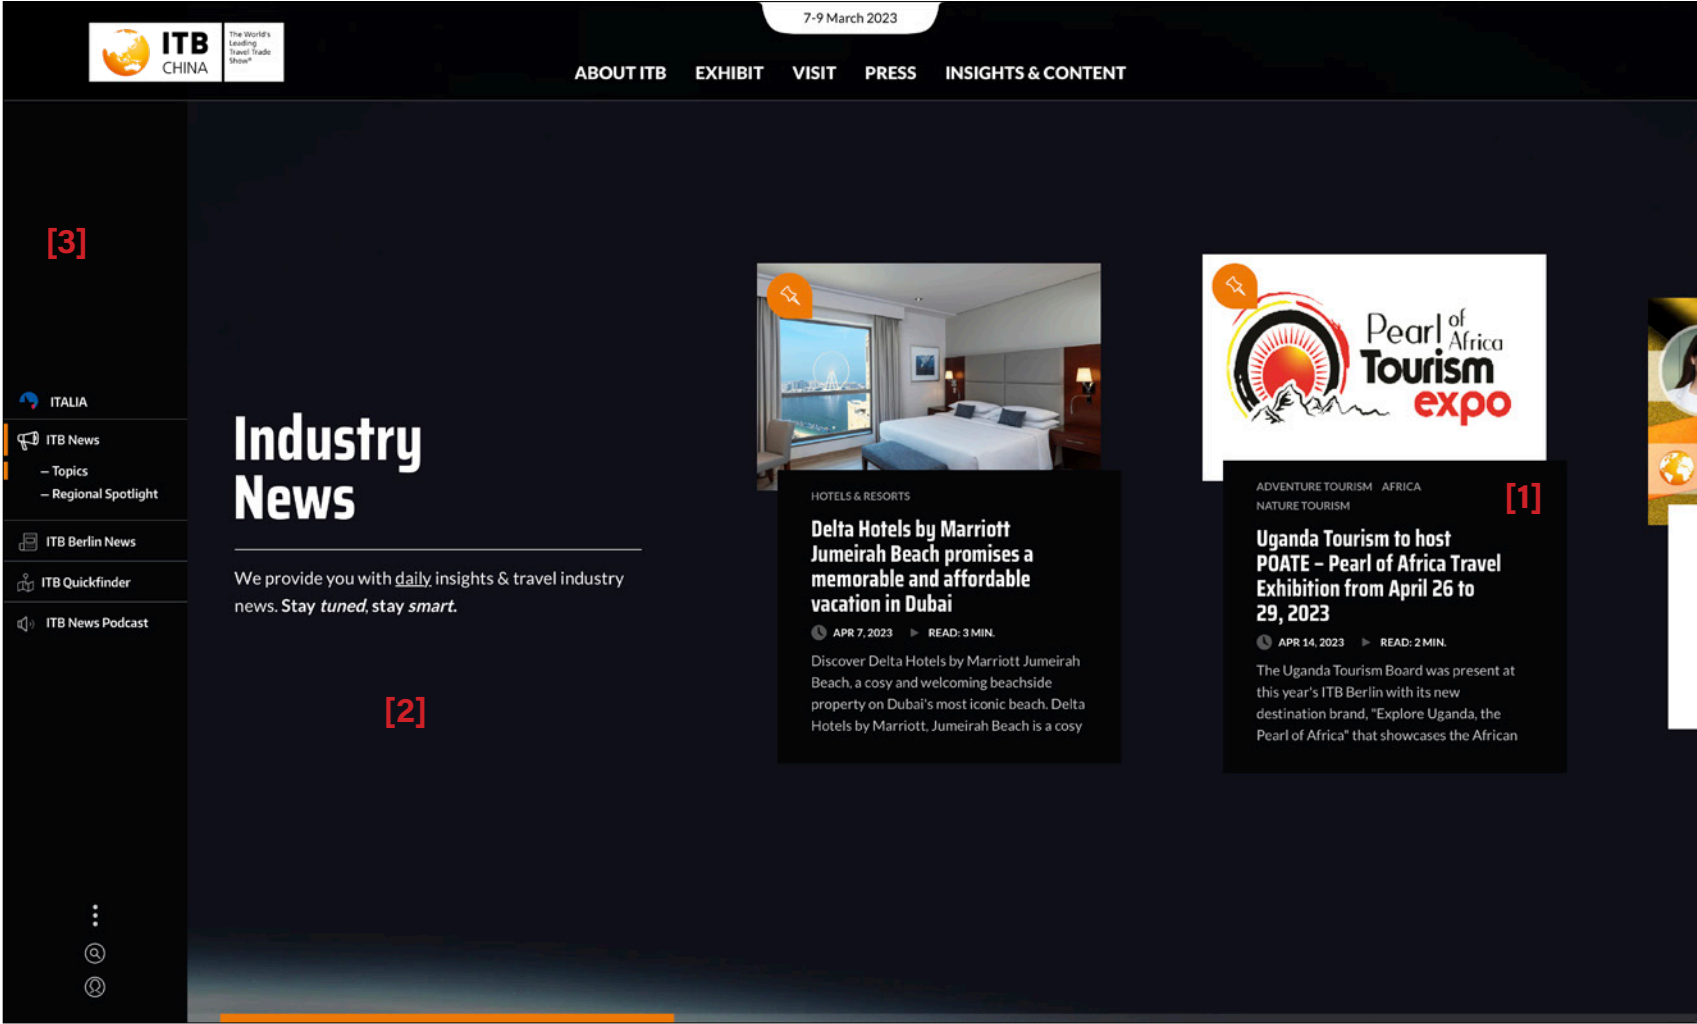 7-9 March 2023
ITB
CHINA
The World's
Leading
Travel Trade
Show®
ABOUT ITB EXHIBIT VISIT PRESS INSIGHTS & CONTENT
[3]
ITALIA
ITB News
– Topics
– Regional Spotlight
ITB Berlin News
ITB Quickfinder
ITB News Podcast
Industry
News
We provide you with daily insights & travel industry
news. Stay tuned, stay smart.
[2]
HOTELS & RESORTS
Delta Hotels by Marriott
Jumeirah Beach promises a
memorable and affordable
vacation in Dubai
APR 7, 2023 READ: 3 MIN.
Discover Delta Hotels by Marriott Jumeirah
Beach, a cosy and welcoming beachside
property on Dubai's most iconic beach. Delta
Hotels by Marriott, Jumeirah Beach is a cosy
Pearl of Africa
Tourism
expo
ADVENTURE TOURISM AFRICA
NATURE TOURISM
[1]
Uganda Tourism to host
POATE – Pearl of Africa Travel
Exhibition from April 26 to
29, 2023
APR 14, 2023 READ: 2 MIN.
The Uganda Tourism Board was present at
this year's ITB Berlin with its new
destination brand, "Explore Uganda, the
Pearl of Africa" that showcases the African